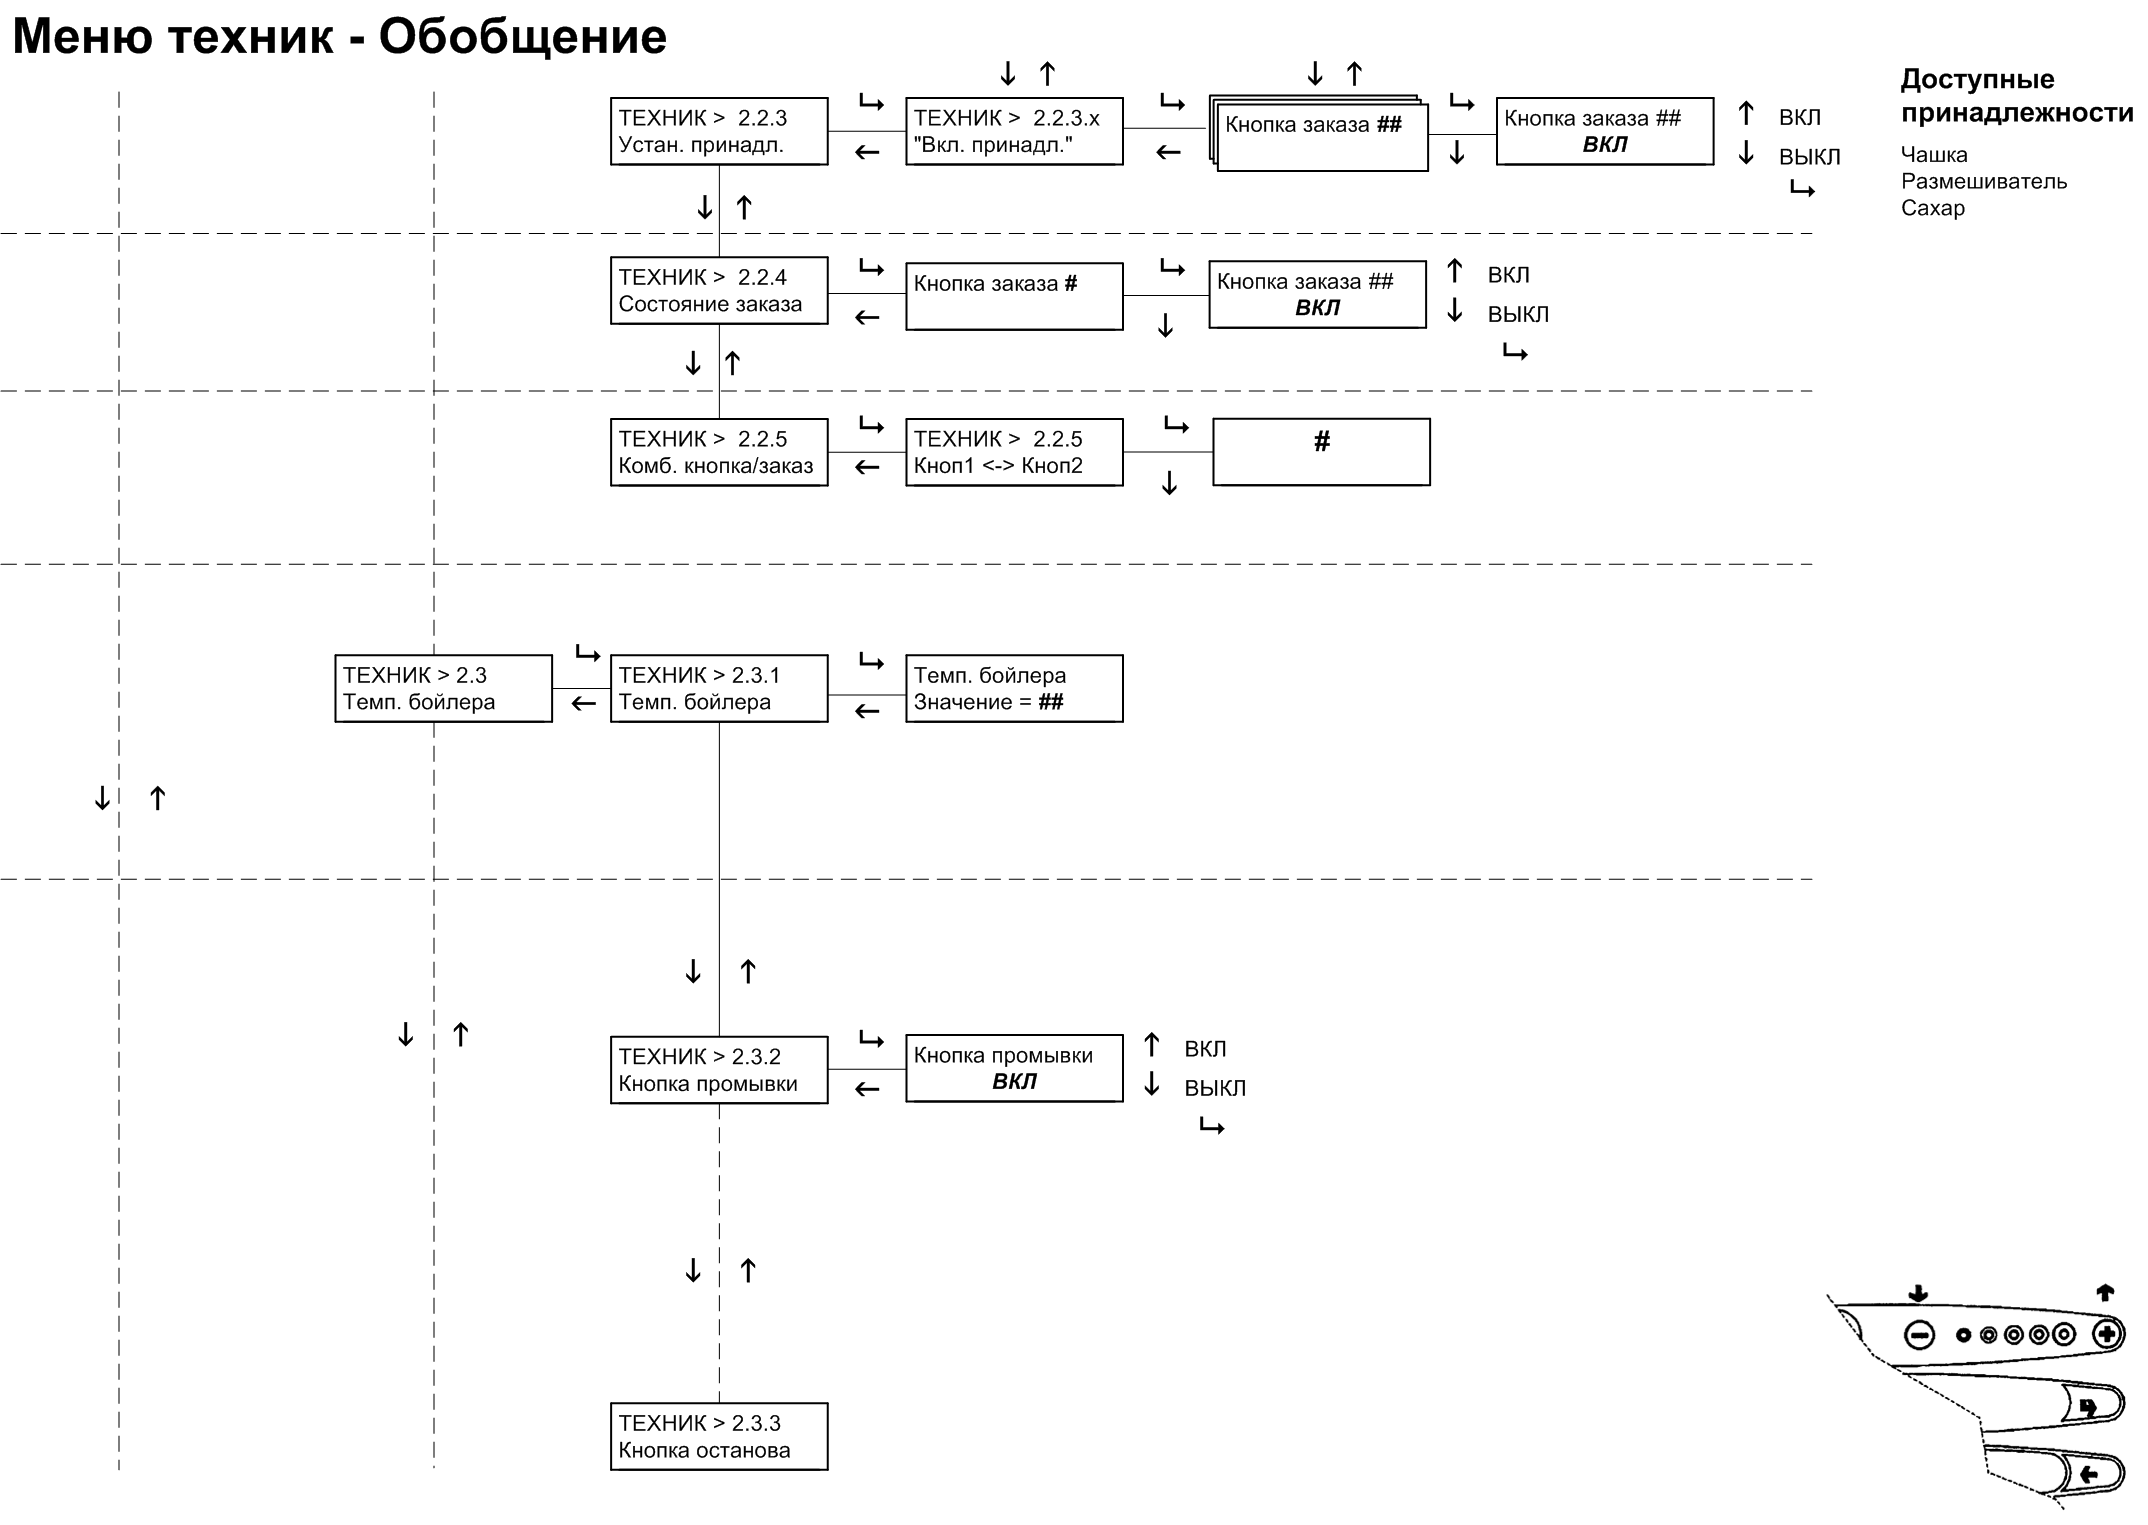 Меню техник - Обобщение
ТЕХНИК > 2.2.3
Устан. принадл.
ТЕХНИК > 2.2.3.x
"Вкл. принадл."
Кнопка заказа ##
Кнопка заказа ##
ВКЛ
ВКЛ
ВЫКЛ
Доступные
принадлежности
Чашка
Размешиватель
Сахар
ТЕХНИК > 2.2.4
Состояние заказа
Кнопка заказа #
Кнопка заказа ##
ВКЛ
ВКЛ
ВЫКЛ
ТЕХНИК > 2.2.5
Комб. кнопка/заказ
ТЕХНИК > 2.2.5
Кноп1 <-> Кноп2
#
ТЕХНИК > 2.3
Темп. бойлера
ТЕХНИК > 2.3.1
Темп. бойлера
Темп. бойлера
Значение = ##
ТЕХНИК > 2.3.2
Кнопка промывки
Кнопка промывки
ВКЛ
ВКЛ
ВЫКЛ
ТЕХНИК > 2.3.3
Кнопка останова